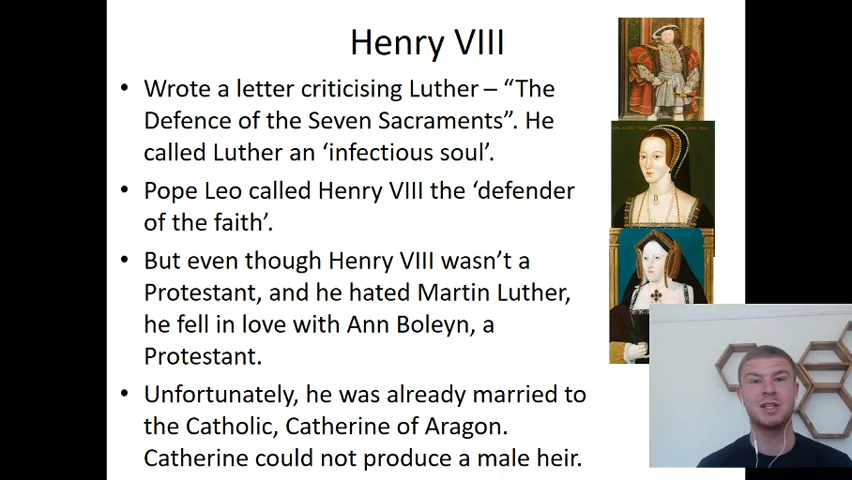 Henry VIII
• Wrote a letter criticising Luther – “The
Defence of the Seven Sacraments”. He
called Luther an ‘infectious soul’.
• Pope Leo called Henry VIII the ‘defender
of the faith’.
• But even though Henry VIII wasn’t a
Protestant, and he hated Martin Luther,
he fell in love with Ann Boleyn, a
Protestant.
• Unfortunately, he was already married to
the Catholic, Catherine of Aragon.
Catherine could not produce a male heir.